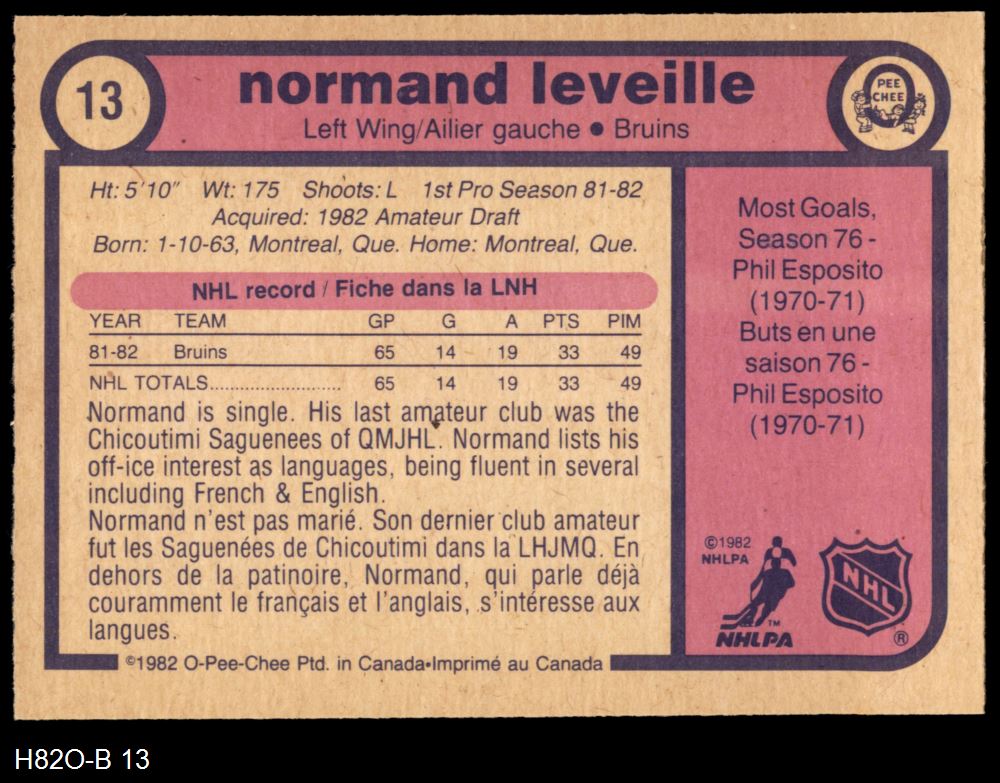 13
normand leveille
Left Wing/Ailier gauche ● Bruins
PEE
CHEE
Ht: 5'10" Wt: 175 Shoots: L 1st Pro Season 81-82
Acquired: 1982 Amateur Draft
Born: 1-10-63, Montreal, Que. Home: Montreal, Que.
NHL record / Fiche dans la LNH
YEAR TEAM GP G A PTS PIM
81-82 Bruins 65 14 19 33 49
NHL TOTALS...................... 65 14 19 33 49
Normand is single. His last amateur club was the
Chicoutimi Saguenees of QMJHL. Normand lists his
off-ice interest as languages, being fluent in several
including French & English.
Normand n'est pas marié. Son dernier club amateur
fut les Saguenées de Chicoutimi dans la LHJMQ. En
dehors de la patinoire, Normand, qui parle déjà
couramment le français et l'anglais, s'intéresse aux
langues.
©1982 O-Pee-Chee Ptd. in Canada•Imprimé au Canada
Most Goals,
Season 76 -
Phil Esposito
(1970-71)
Buts en une
saison 76 -
Phil Esposito
(1970-71)
©1982
NHLPA
TM
NHLPA
NHL
®
H82O-B 13